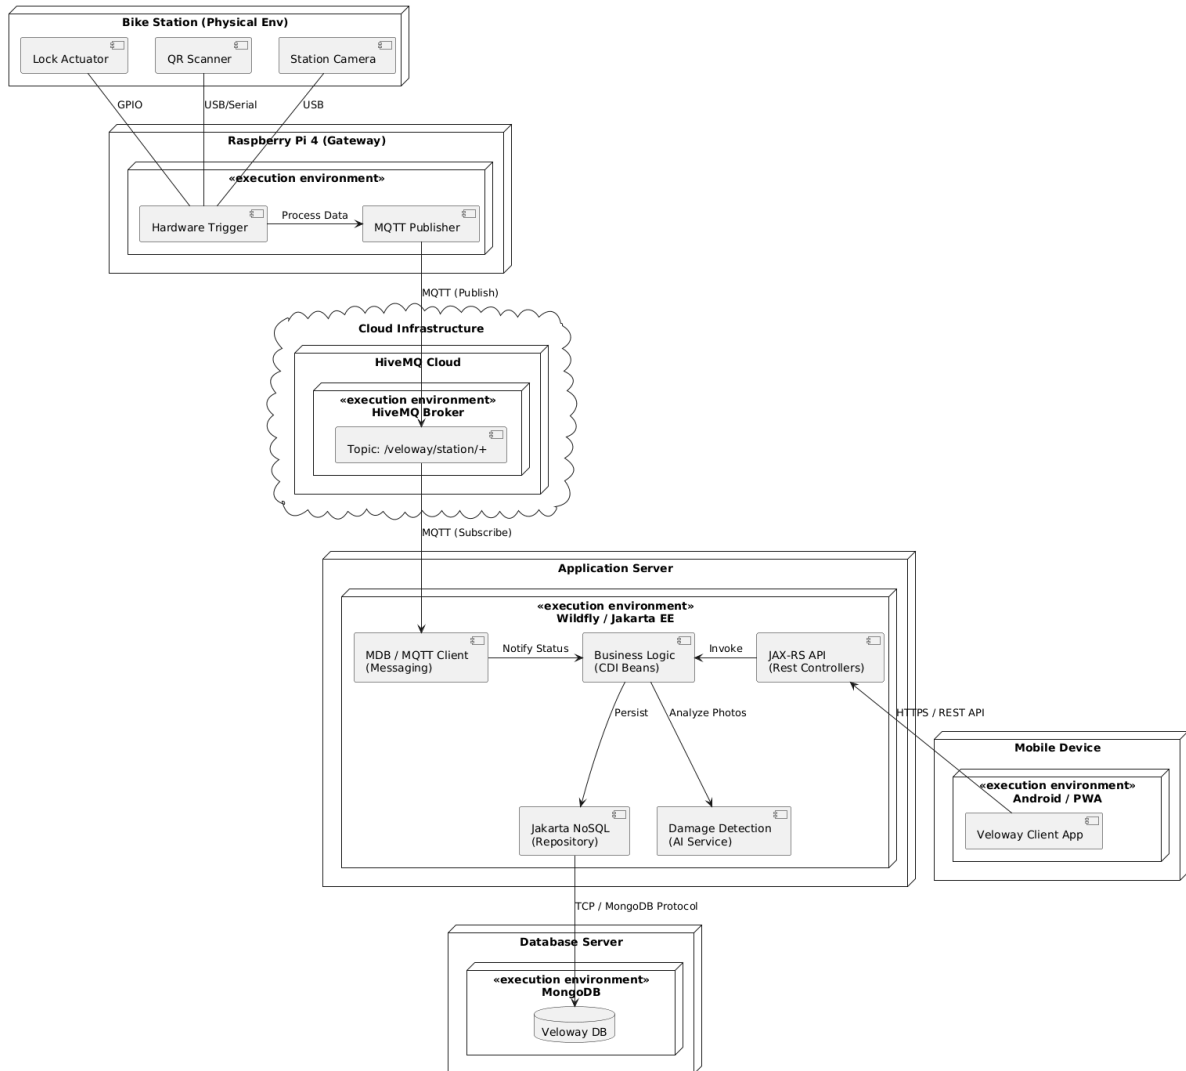 Bike Station (Physical Env)
Lock Actuator
QR Scanner
Station Camera
GPIO
USB/Serial
USB
Raspberry Pi 4 (Gateway)
«execution environment»
Hardware Trigger
Process Data
MQTT Publisher
MQTT (Publish)
Cloud Infrastructure
HiveMQ Cloud
«execution environment»
HiveMQ Broker
Topic: /veloway/station/+
MQTT (Subscribe)
Application Server
«execution environment»
Wildfly / Jakarta EE
MDB / MQTT Client
(Messaging)
Notify Status
Business Logic
(CDI Beans)
Invoke
JAX-RS API
(Rest Controllers)
Persist
Analyze Photos
HTTPS / REST API
Mobile Device
«execution environment»
Android / PWA
Veloway Client App
Jakarta NoSQL
(Repository)
Damage Detection
(AI Service)
TCP / MongoDB Protocol
Database Server
«execution environment»
MongoDB
Veloway DB